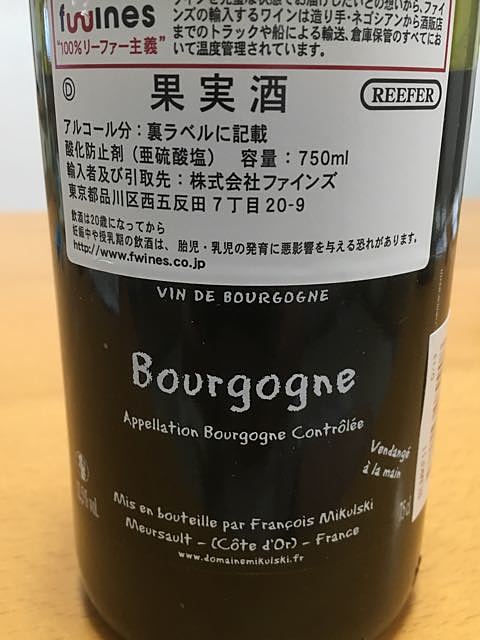 fwines
"100%リーファー主義"
ンズの輸入するワインは造り手・ネゴシアンから酒販店
までのトラックや船による輸送、倉庫保管のすべてにお
いて温度管理されています。
D
果実酒
REEFER
アルコール分：裏ラベルに記載
酸化防止剤（亜硫酸塩） 容量：750ml
輸入者及び引取先：株式会社ファインズ
東京都品川区西五反田7丁目20-9
飲酒は20歳になってから
妊娠中や授乳期の飲酒は、胎児・乳児の発育に悪影響を与える恐れがあります。
http://www.fwines.co.jp
VIN DE BOURGOGNE
Bourgogne
Appellation Bourgogne Contrôlée
Vendangé
à la main
75 cl
Mis en bouteille par François Mikulski
Meursault - (Côte d'Or) - France
www.domainemikulski.fr